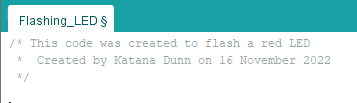 Flashing_LED §
/* This code was created to flash a red LED
 *  Created by Katana Dunn on 16 November 2022
 */